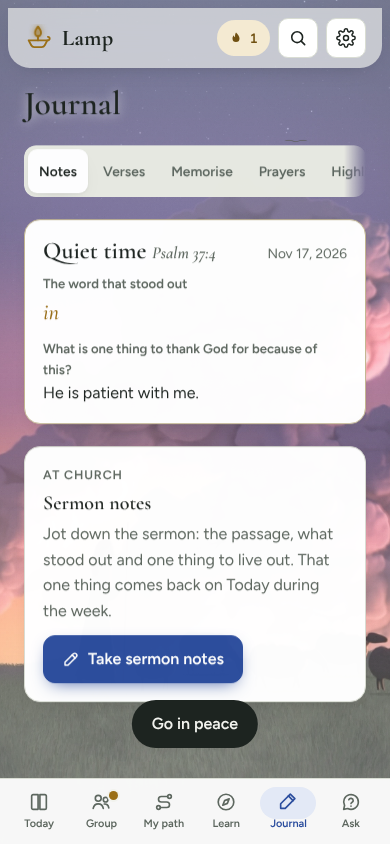 Lamp
1
Journal
Notes
Verses
Memorise
Prayers
Quiet time Psalm 37:4
Nov 17, 2026
The word that stood out
in
What is one thing to thank God for because of
this?
He is patient with me.
AT CHURCH
Sermon notes
Jot down the sermon: the passage, what
stood out and one thing to live out. That
one thing comes back on Today during
the week.
Take sermon notes
Go in peace
Today
Group
My path
Learn
Journal
Ask